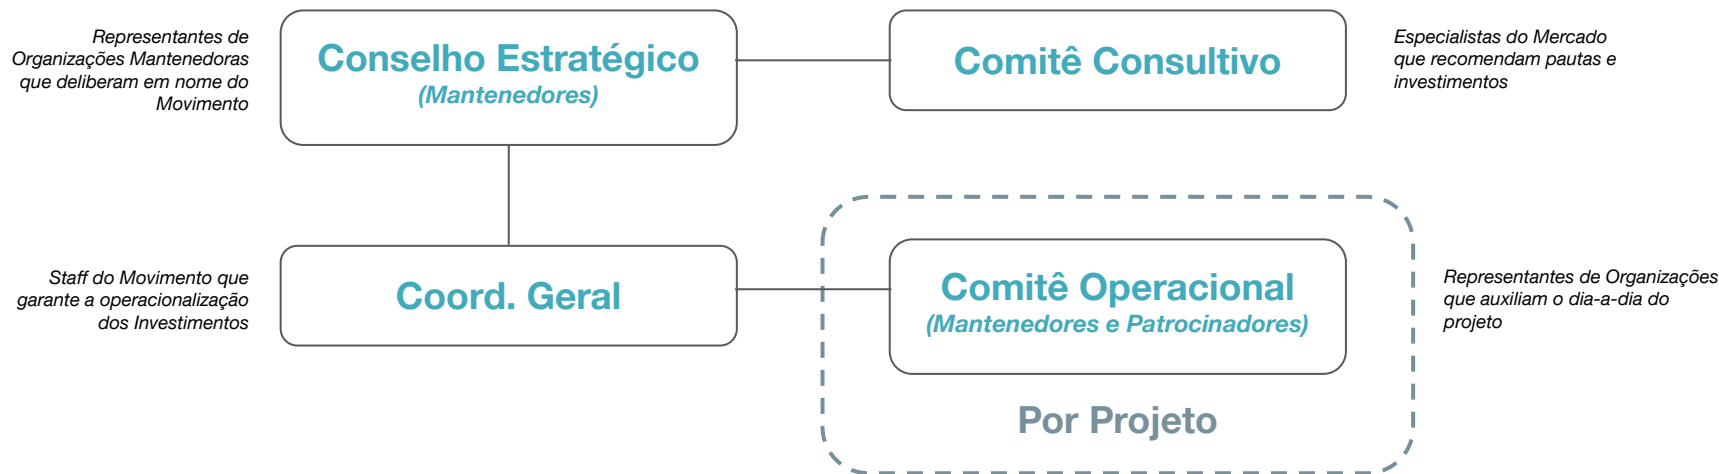 Representantes de
Organizações Mantenedoras
que deliberam em nome do
Movimento
Conselho Estratégico
(Mantenedores)
Comitê Consultivo
Especialistas do Mercado
que recomendam pautas e
investimentos
Staff do Movimento que
garante a operacionalização
dos Investimentos
Coord. Geral
Comitê Operacional
(Mantenedores e Patrocinadores)
Por Projeto
Representantes de Organizações
que auxiliam o dia-a-dia do
projeto